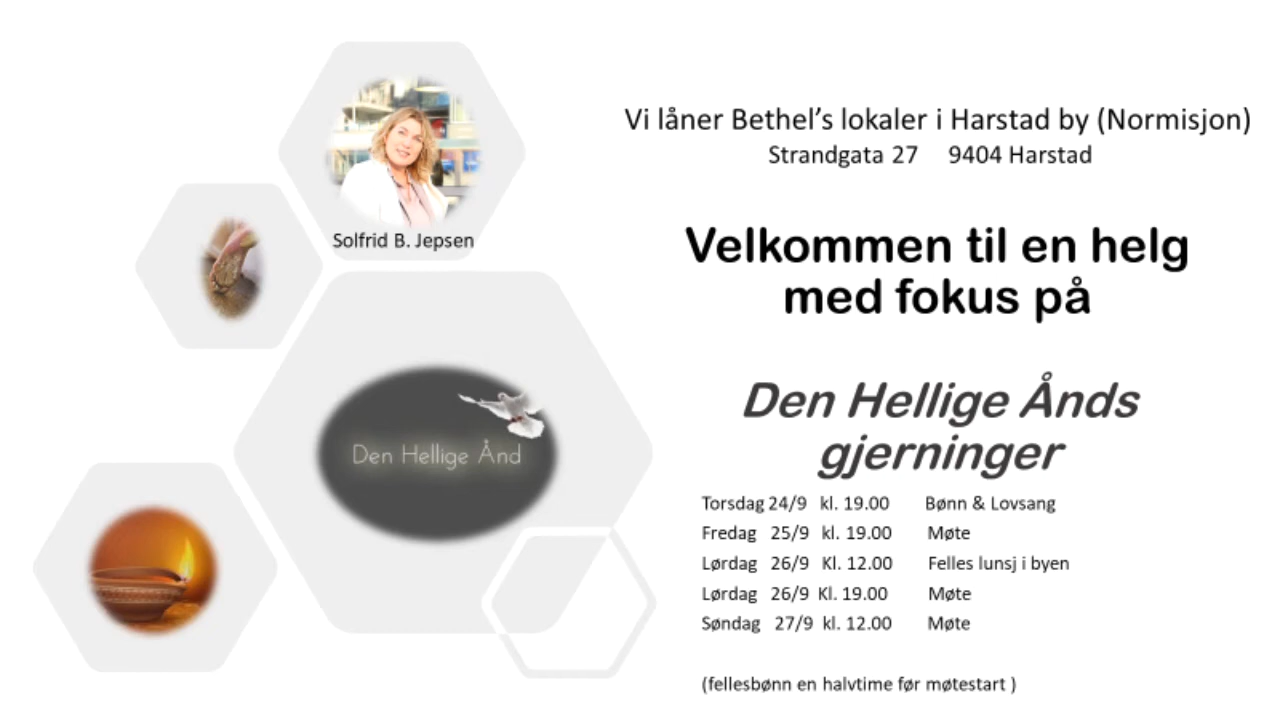 Vi låner Bethel’s lokaler i Harstad by (Normisjon)
Strandgata 27 9404 Harstad
Solfrid B. Jepsen
Velkommen til en helg
med fokus på
Den Hellige Ånds
gjerninger
Den Hellige Ånd
Torsdag 24/9 kl. 19.00 Bønn & Lovsang
Fredag 25/9 kl. 19.00 Møte
Lørdag 26/9 Kl. 12.00 Felles lunsj i byen
Lørdag 26/9 Kl. 19.00 Møte
Søndag 27/9 kl. 12.00 Møte
(fellesbønn en halvtime før møtestart )